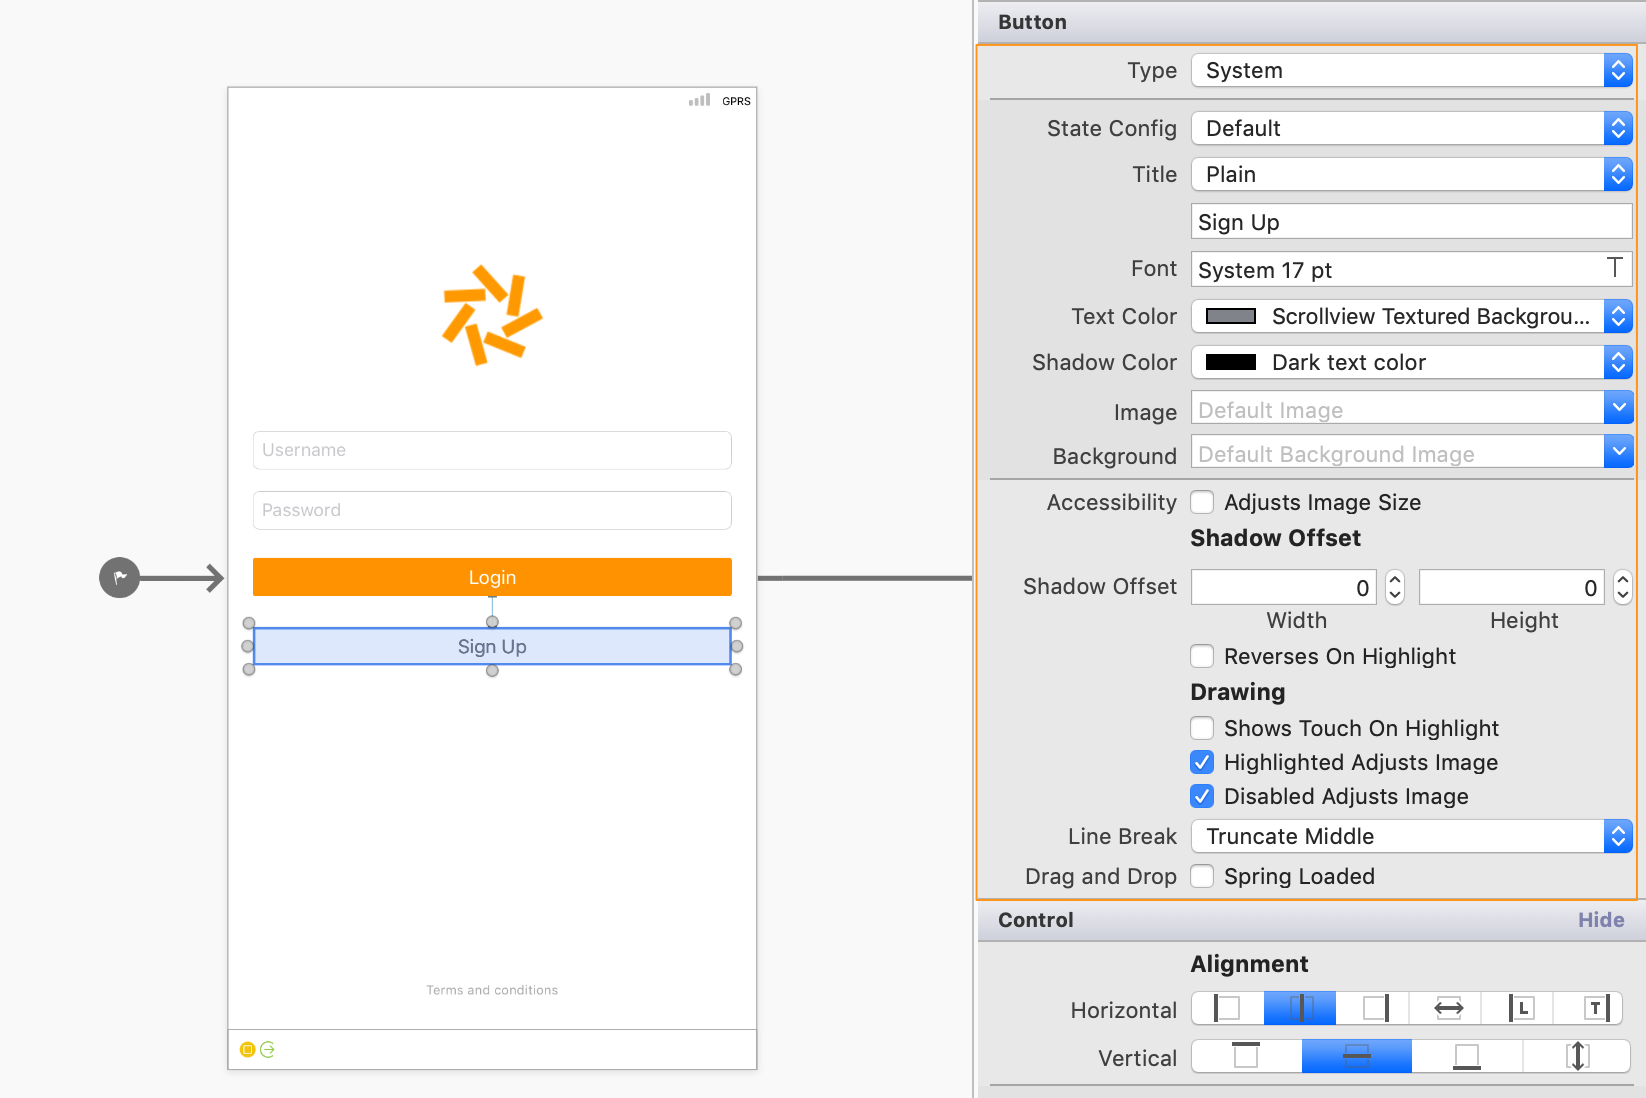 GPRS
Username
Password
Login
Sign Up
Terms and conditions
Button
Type System
State Config Default
Title Plain
Sign Up
Font System 17 pt T
Text Color Scrollview Textured Backgrou...
Shadow Color Dark text color
Image Default Image
Background Default Background Image
Accessibility Adjusts Image Size
Shadow Offset
Shadow Offset 0 0
Width Height
Reverses On Highlight
Drawing
Shows Touch On Highlight
Highlighted Adjusts Image
Disabled Adjusts Image
Line Break Truncate Middle
Drag and Drop Spring Loaded
Control Hide
Alignment
Horizontal L T
Vertical